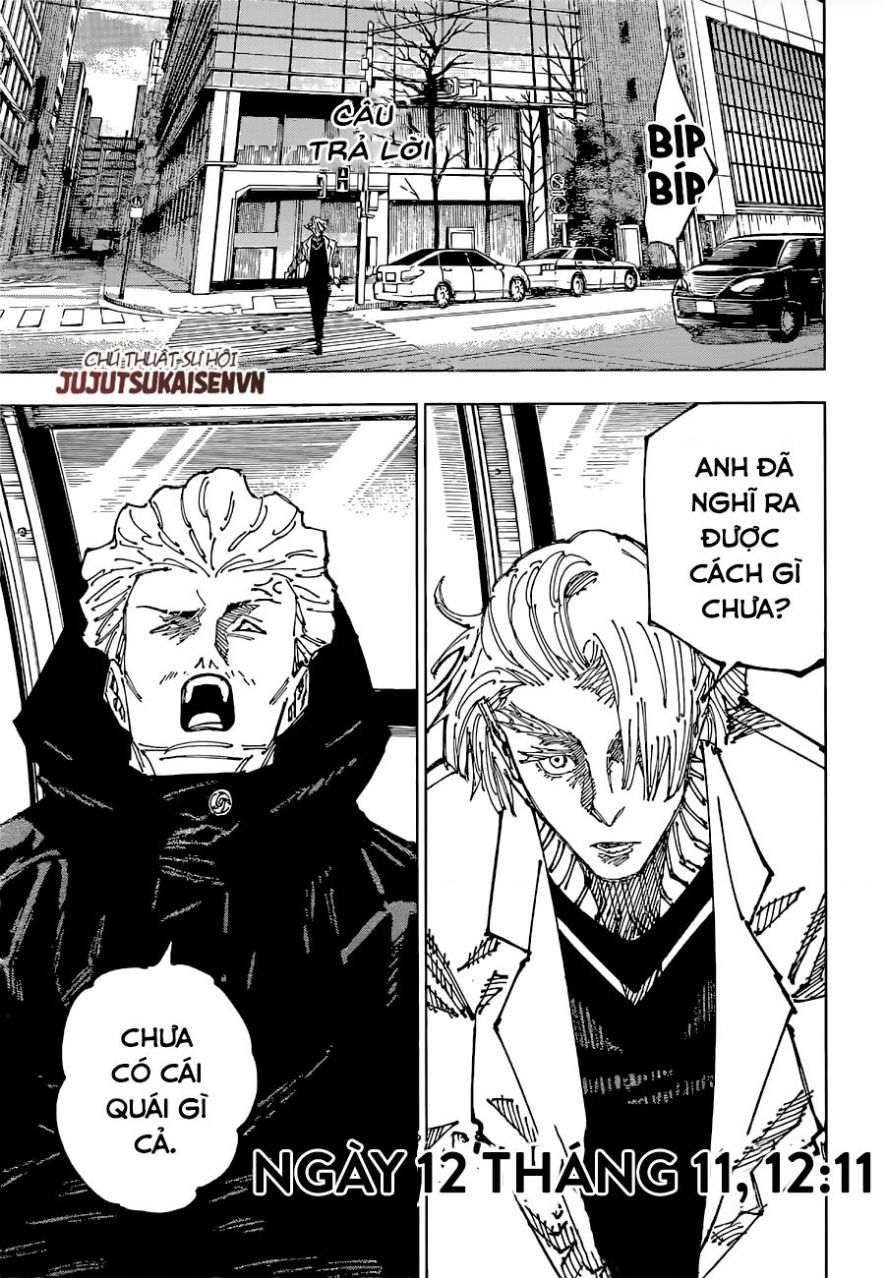 CÂU
TRẢ LỜI
BÍP
BÍP
CHÚ THUẬT SƯ HỒI
JUJUTSUKAISENVN
ANH ĐÃ
NGHĨ RA
ĐƯỢC
CÁCH GÌ
CHƯA?
CHƯA
CÓ CÁI
QUÁI GÌ
CẢ.
NGÀY 12 THÁNG 11, 12:11